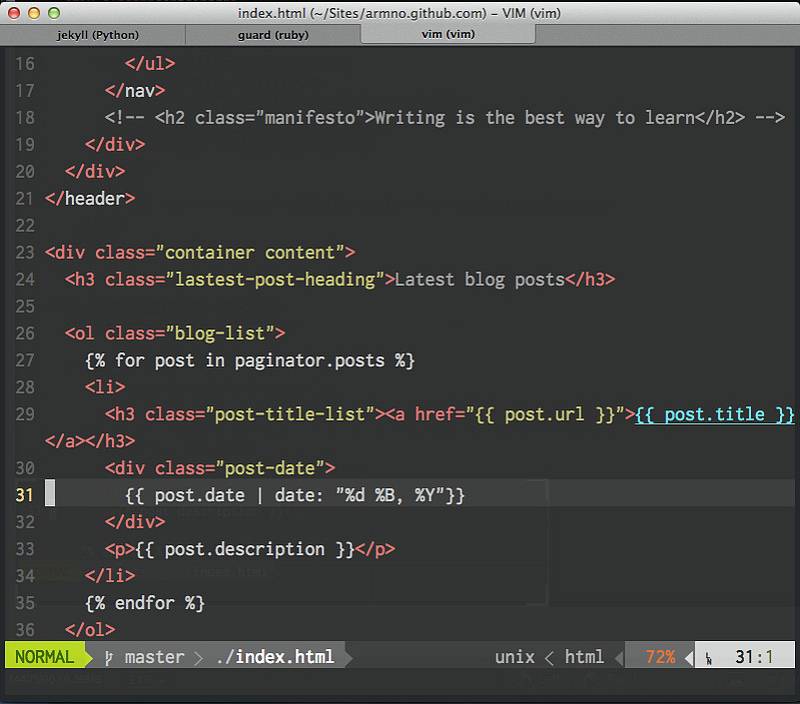 index.html (~/Sites/armno.github.com) – VIM (vim)
jekyll (Python) guard (ruby) vim (vim)
16 </ul>
17 </nav>
18 <!-- <h2 class="manifesto">Writing is the best way to learn</h2> -->
19 </div>
20 </div>
21 </header>
22
23 <div class="container content">
24 <h3 class="lastest-post-heading">Latest blog posts</h3>
25
26 <ol class="blog-list">
27 {% for post in paginator.posts %}
28 <li>
29 <h3 class="post-title-list"><a href="{{ post.url }}">{{ post.title }}
</a></h3>
30 <div class="post-date">
31 {{ post.date | date: "%d %B, %Y"}}
32 </div>
33 <p>{{ post.description }}</p>
34 </li>
35 {% endfor %}
36 </ol>
NORMAL master > ./index.html unix < html 72% 31:1